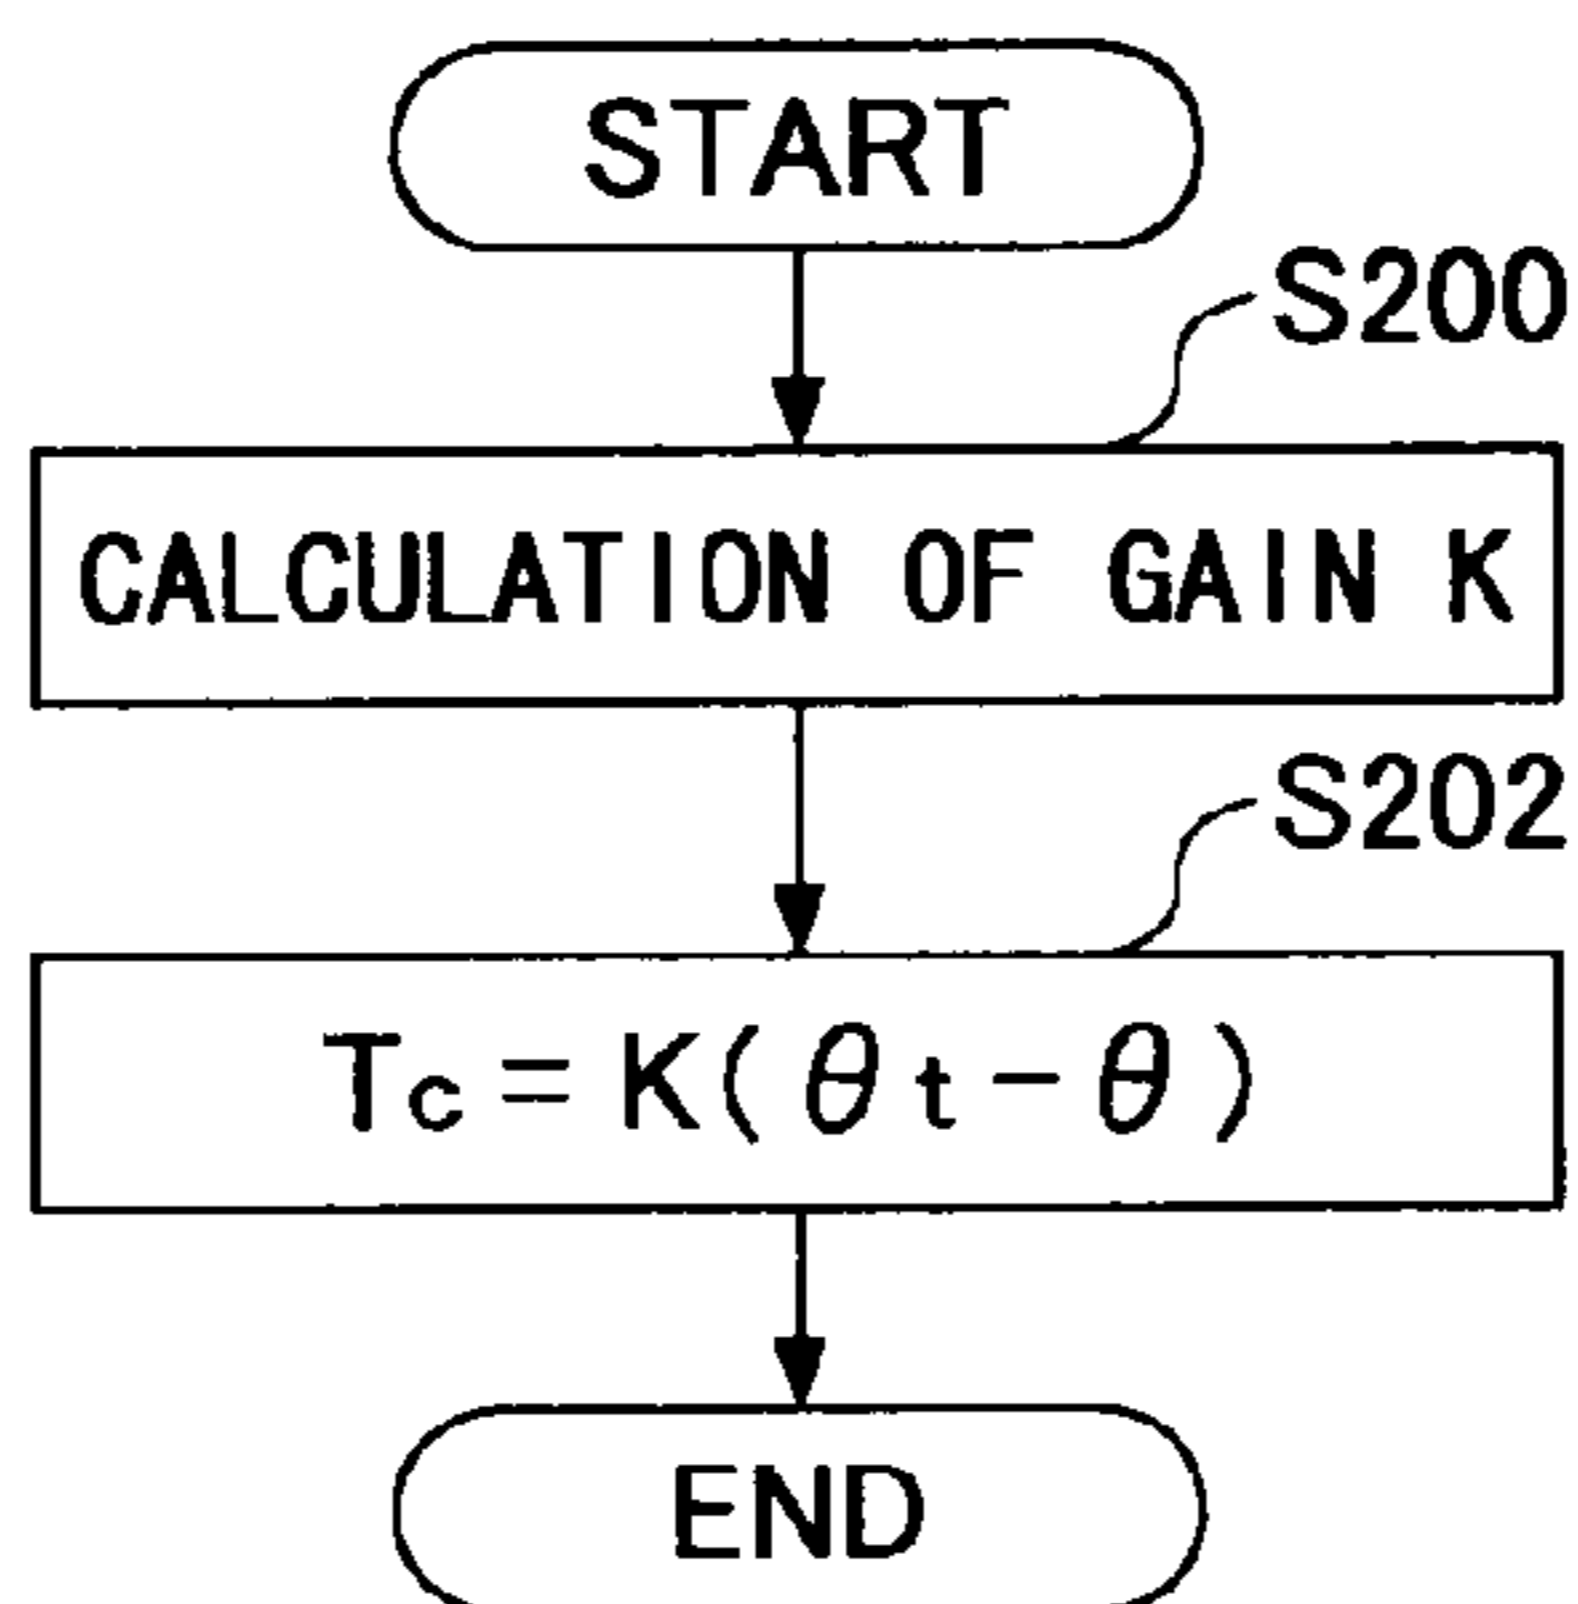 START
S200
CALCULATION OF GAIN K
S202
Tc = K(θt-θ)
END